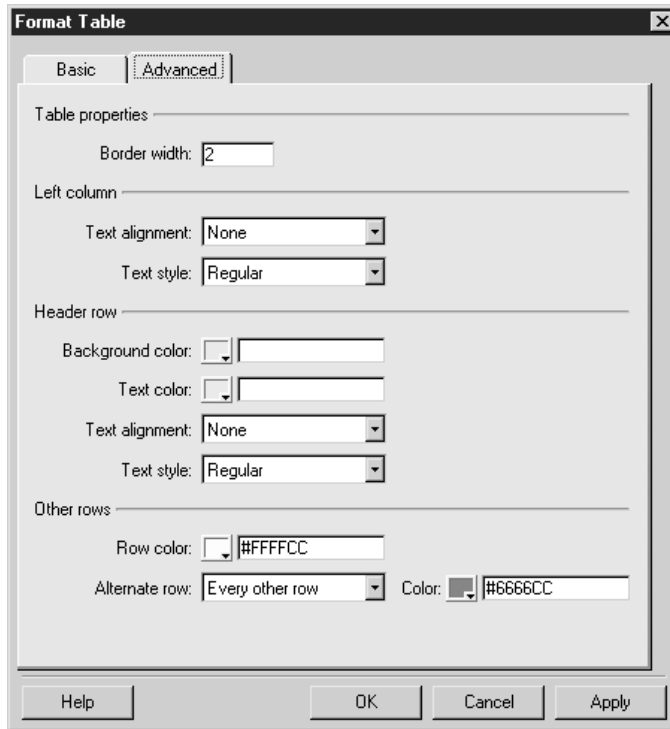 Format Table
Basic Advanced
Table properties
Border width: 2
Left column
Text alignment: None
Text style: Regular
Header row
Background color:
Text color:
Text alignment: None
Text style: Regular
Other rows
Row color: #FFFFCC
Alternate row: Every other row Color: #6666CC
Help OK Cancel Apply